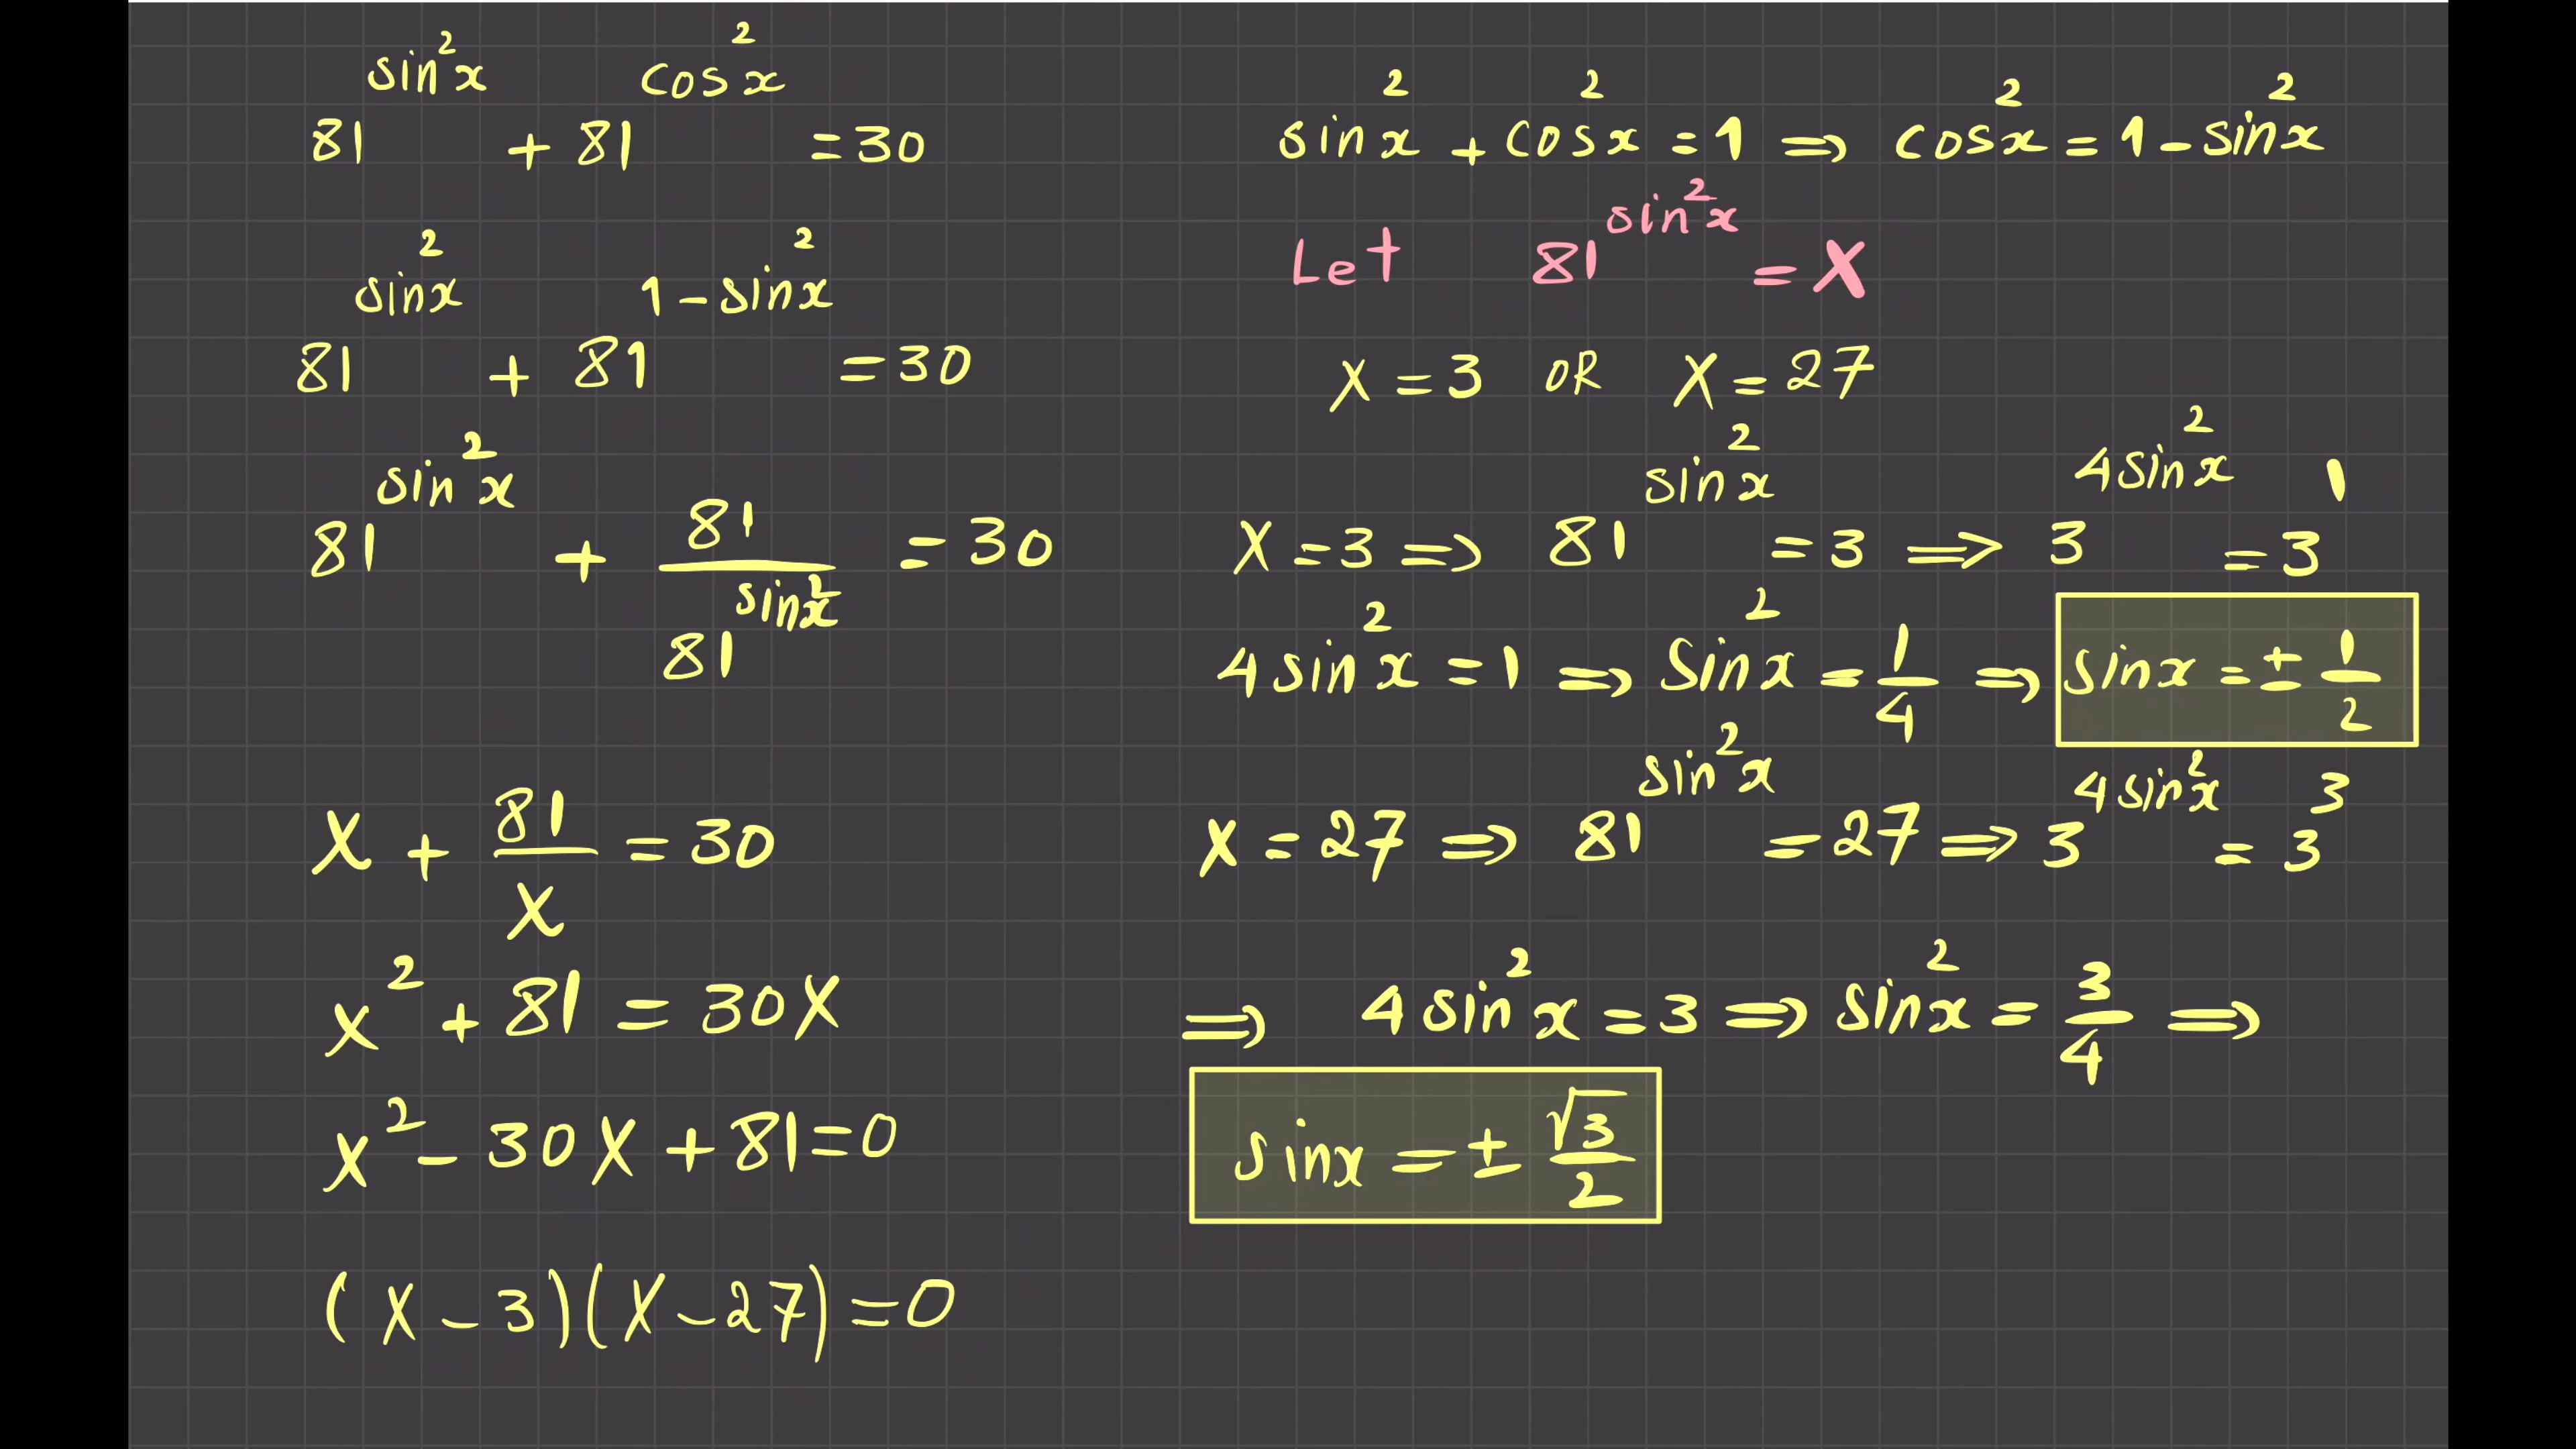 81^(sin²x) + 81^(cos²x) = 30
81^(sin²x) + 81^(1-sin²x) = 30
81^(sin²x) + 81/81^(sin²x) = 30
X + 81/X = 30
X² + 81 = 30X
X² - 30X + 81 = 0
(X - 3)(X - 27) = 0
sin²x + cos²x = 1 ⇒ cos²x = 1 - sin²x
Let 81^(sin²x) = X
X = 3 OR X = 27
X = 3 ⇒ 81^(sin²x) = 3 ⇒ 3^(4sin²x) = 3^1
4sin²x = 1 ⇒ sin²x = 1/4 ⇒ sinx = ± 1/2
X = 27 ⇒ 81^(sin²x) = 27 ⇒ 3^(4sin²x) = 3³
⇒ 4sin²x = 3 ⇒ sin²x = 3/4 ⇒
sinx = ± √3/2